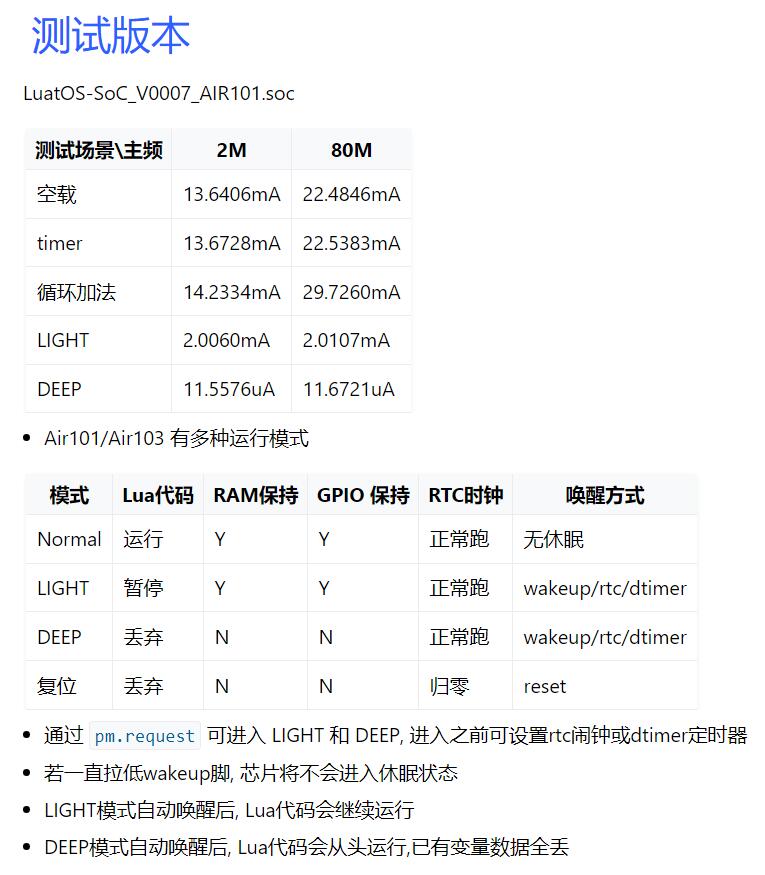 测试版本
LuatOS-SoC_V0007_AIR101.soc
测试场景\主频 2M 80M
空载 13.6406mA 22.4846mA
timer 13.6728mA 22.5383mA
循环加法 14.2334mA 29.7260mA
LIGHT 2.0060mA 2.0107mA
DEEP 11.5576uA 11.6721uA
Air101/Air103 有多种运行模式
模式 Lua代码 RAM保持 GPIO 保持 RTC时钟 唤醒方式
Normal 运行 Y Y 正常跑 无休眠
LIGHT 暂停 Y Y 正常跑 wakeup/rtc/dtimer
DEEP 丢弃 N N 正常跑 wakeup/rtc/dtimer
复位 丢弃 N N 归零 reset
通过 pm.request 可进入 LIGHT 和 DEEP, 进入之前可设置rtc闹钟或dtimer定时器
若一直拉低wakeup脚, 芯片将不会进入休眠状态
LIGHT模式自动唤醒后, Lua代码会继续运行
DEEP模式自动唤醒后, Lua代码会从头运行,已有变量数据全丢